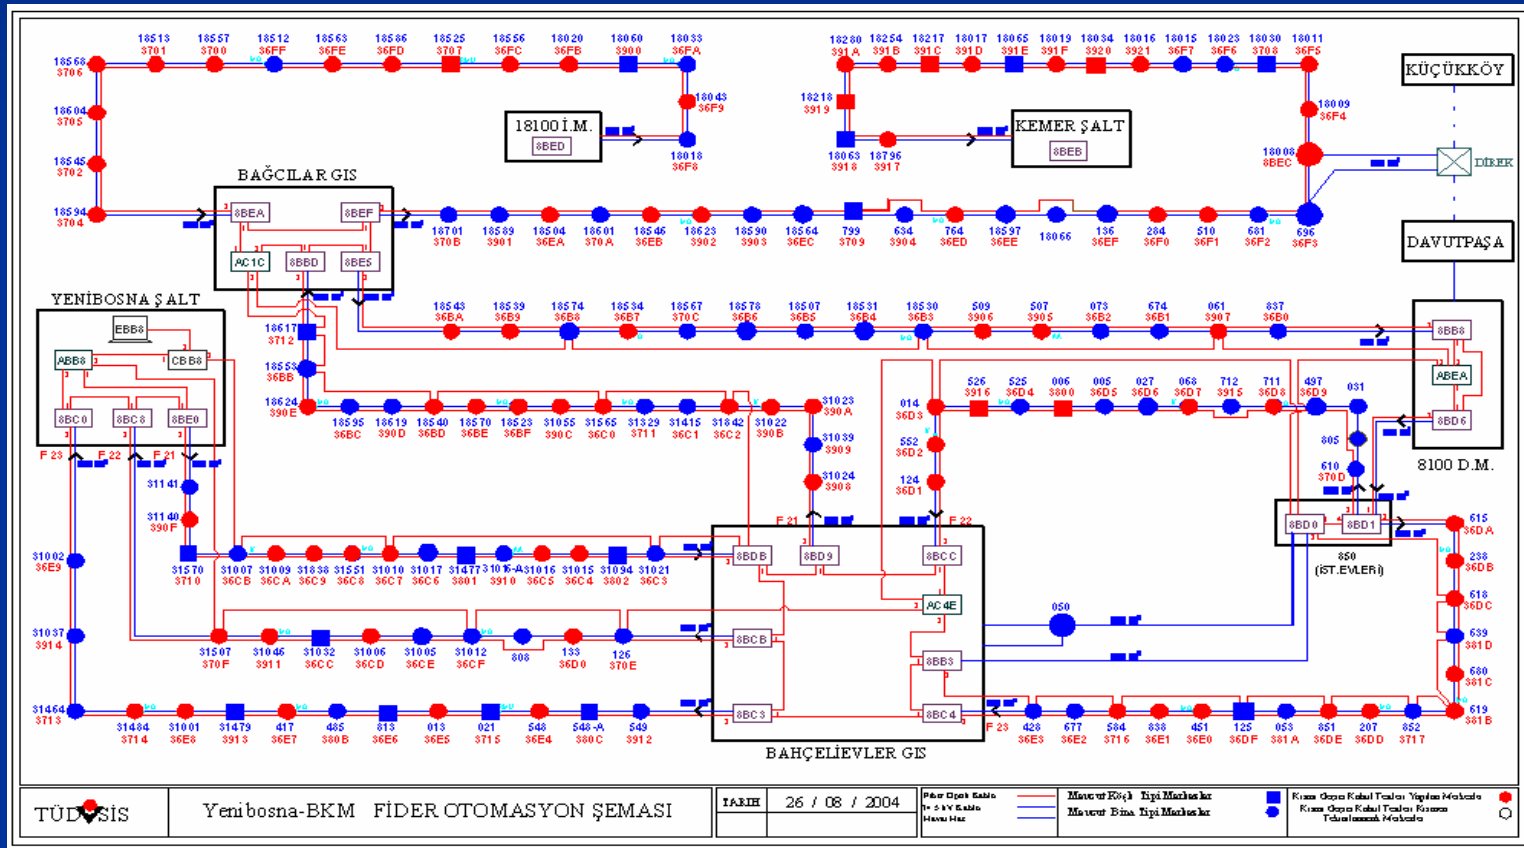 18513 18557 18512 18563 18586 18525 18556 18020 18060 18033
3701 3700 36FF 36FE 36FD 3707 36FC 36FB 3900 36FA
18280 18254 18217 18017 18065 18019 18034 18016 18015 18023 18030 18011
391A 391B 391C 391D 391E 391F 3920 3921 36F7 36F6 3708 36F5
18568
3706
KÜÇÜKKÖY
18604
3705
18043
36F9
18218
3919
18009
36F4
18100 İ.M.
8BED
KEMER ŞALT
8BEB
18545
3702
18018
36F8
18063 18796
3918 3917
18008
8BEC
DİREK
BAĞCILAR GIS
18594
3704
8BEA 8BEF
18701 18589 18504 18601 18546 18623 18590 18564 799 634 764 18597 18066 136 284 510 681 696
370B 3901 36EA 370A 36EB 3902 3903 36EC 3709 3904 36ED 36EE 36EF 36F0 36F1 36F2 36F3
DAVUTPAŞA
AC1C 8BBD 8BE5
YENİBOSNA ŞALT
18543 18539 18574 18534 18567 18578 18507 18531 18530 509 507 073 674 061 837
36BA 36B9 36B8 36B7 370C 36B6 36B5 36B4 36B3 3906 3905 36B2 36B1 3907 36B0
EBB8
18617
3712
8BB8
ABB8 CBB8
18553
36BB
ABEA
526 525 006 005 027 068 712 711 497 031
3916 36D4 3800 36D5 36D6 36D7 3915 36D8 36D9
18624
390E
31023
390A
014
36D3
8BC0 8BC8 8BE0
18595 18619 18540 18570 18523 31055 31565 31329 31415 31842 31022
36BC 390D 36BD 36BE 36BF 390C 36C0 3711 36C1 36C2 390B
8BD6
31039
3909
552
36D2
805
F 23 F 22 F 21
8100 D.M.
31024
3908
124
36D1
610
370D
31141
31140
390F
F 21 F 22
8BD0 8BD1
615
36DA
31002
36E9
31570 31007 31009 31838 31551 31010 31017 31477 31016-A 31016 31015 31094 31021
3710 36CB 36CA 36C9 36C8 36C7 36C6 3801 3910 36C5 36C4 3802 36C3
8BDB 8BD9 8BCC
850
(İST.EVLERİ)
238
36DB
AC4E
618
36DC
050
31037
3914
8BCB
639
381D
31507 31046 31032 31006 31005 31012 808 133 126
370F 3911 36CC 36CD 36CE 36CF 36D0 370E
8BB3
680
381C
31464
3713
8BC3 8BC4
F 23
619
381B
31484 31001 31479 417 485 813 013 021 548 548-A 549
3714 36E8 3913 36E7 380B 36E6 36E5 3715 36E4 380C 3912
428 677 584 838 451 125 053 851 207 852
36E3 36E2 3716 36E1 36E0 36DF 381A 36DE 36DD 3717
BAHÇELİEVLER GIS
TÜDOSİS
Yenibosna-BKM FİDER OTOMASYON ŞEMASI
TARİH 26 / 08 / 2004
Fiber Optik Kablo
Mevcut Köşk Tipi Merkezler
Kısmı Geçici Kabul Testleri Yapılan Merkezler
Mevcut Bina Tipi Merkezler
Hava Hat